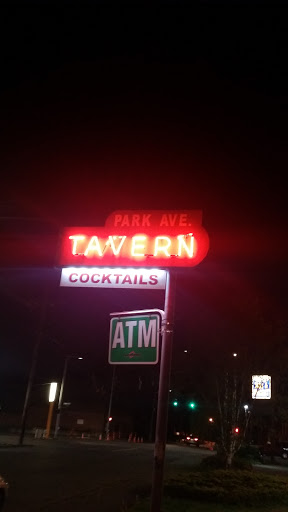 PARK AVE.
TAVERN
COCKTAILS
ATM